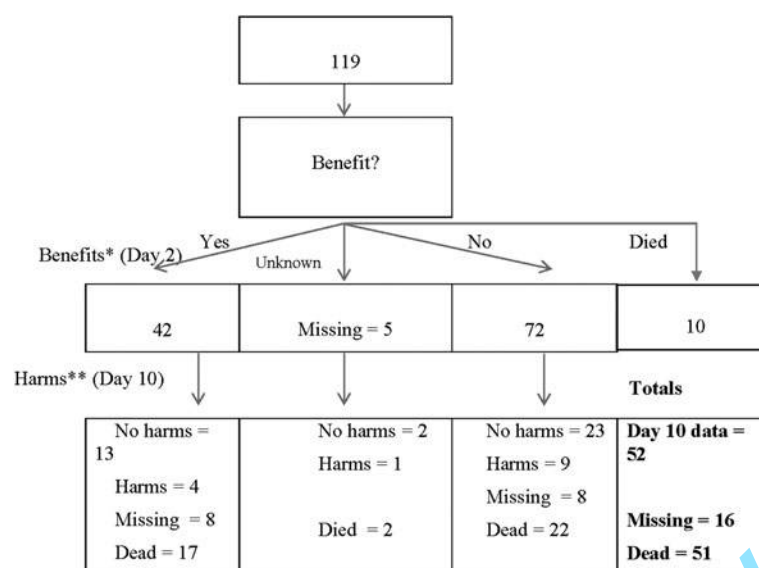 119
Benefit?
Benefits* (Day 2)
Yes
Unknown
No
Died
42
Missing = 5
72
10
Harms** (Day 10)
Totals
No harms =
13
Harms = 4
Missing = 8
Dead = 17
No harms = 2
Harms = 1
Died = 2
No harms = 23
Harms = 9
Missing = 8
Dead = 22
Day 10 data =
52
Missing = 16
Dead = 51